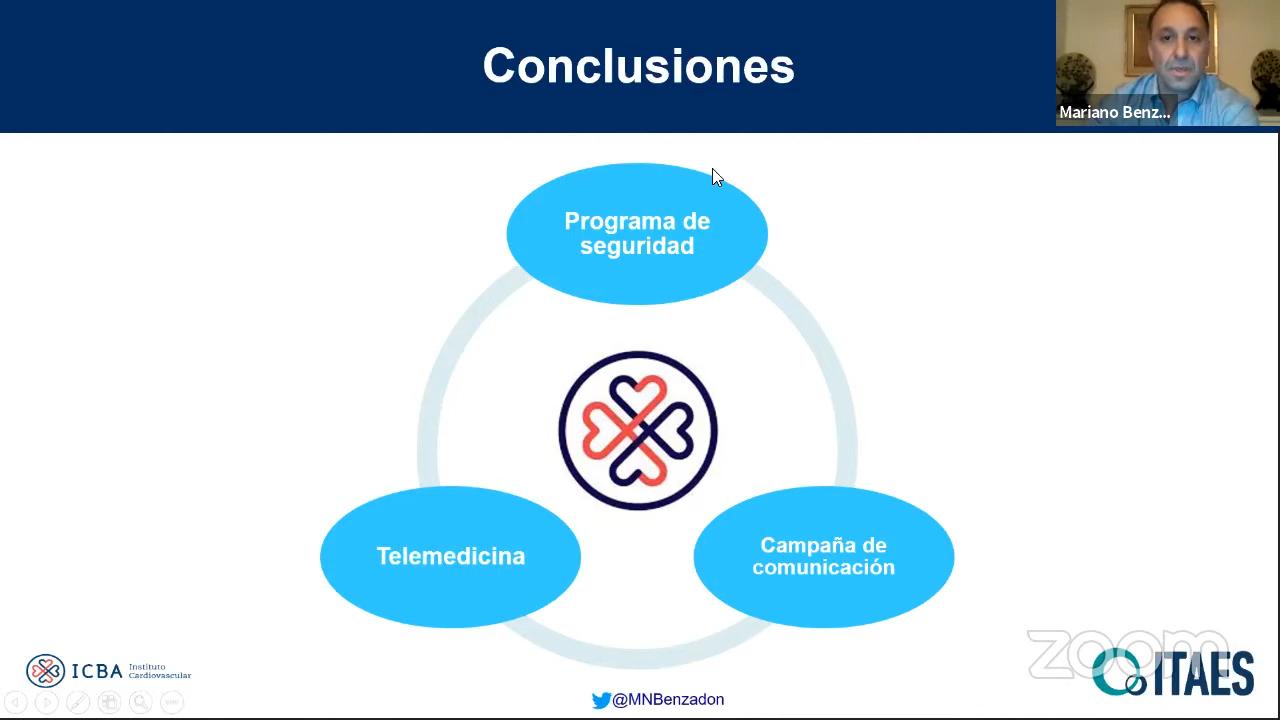 Conclusiones
Mariano Benz...
Programa de
seguridad
Telemedicina
Campaña de
comunicación
ICBA
Instituto
Cardiovascular
@MNBenzadon
zoom
ITAES